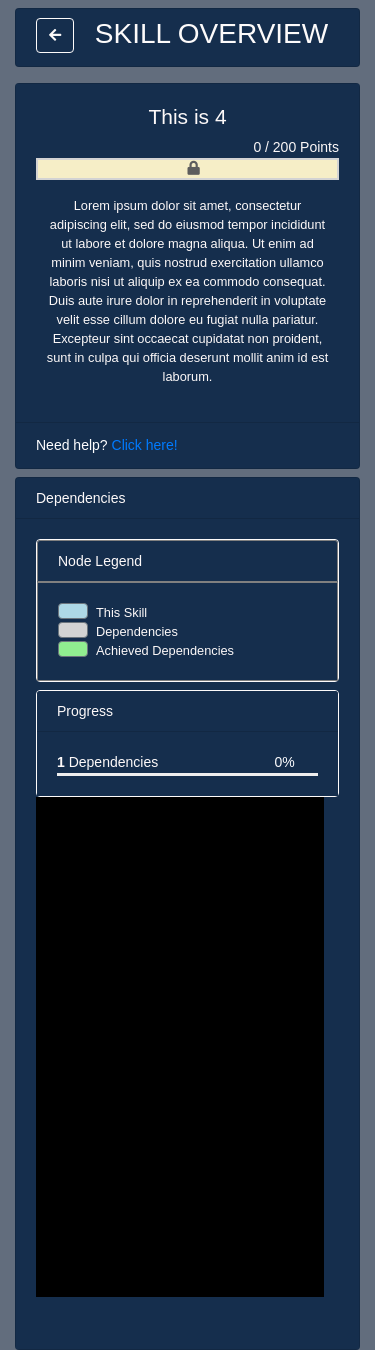 SKILL OVERVIEW
This is 4
0 / 200 Points
Lorem ipsum dolor sit amet, consectetur
adipiscing elit, sed do eiusmod tempor incididunt
ut labore et dolore magna aliqua. Ut enim ad
minim veniam, quis nostrud exercitation ullamco
laboris nisi ut aliquip ex ea commodo consequat.
Duis aute irure dolor in reprehenderit in voluptate
velit esse cillum dolore eu fugiat nulla pariatur.
Excepteur sint occaecat cupidatat non proident,
sunt in culpa qui officia deserunt mollit anim id est
laborum.
Need help? Click here!
Dependencies
Node Legend
This Skill
Dependencies
Achieved Dependencies
Progress
1 Dependencies 0%